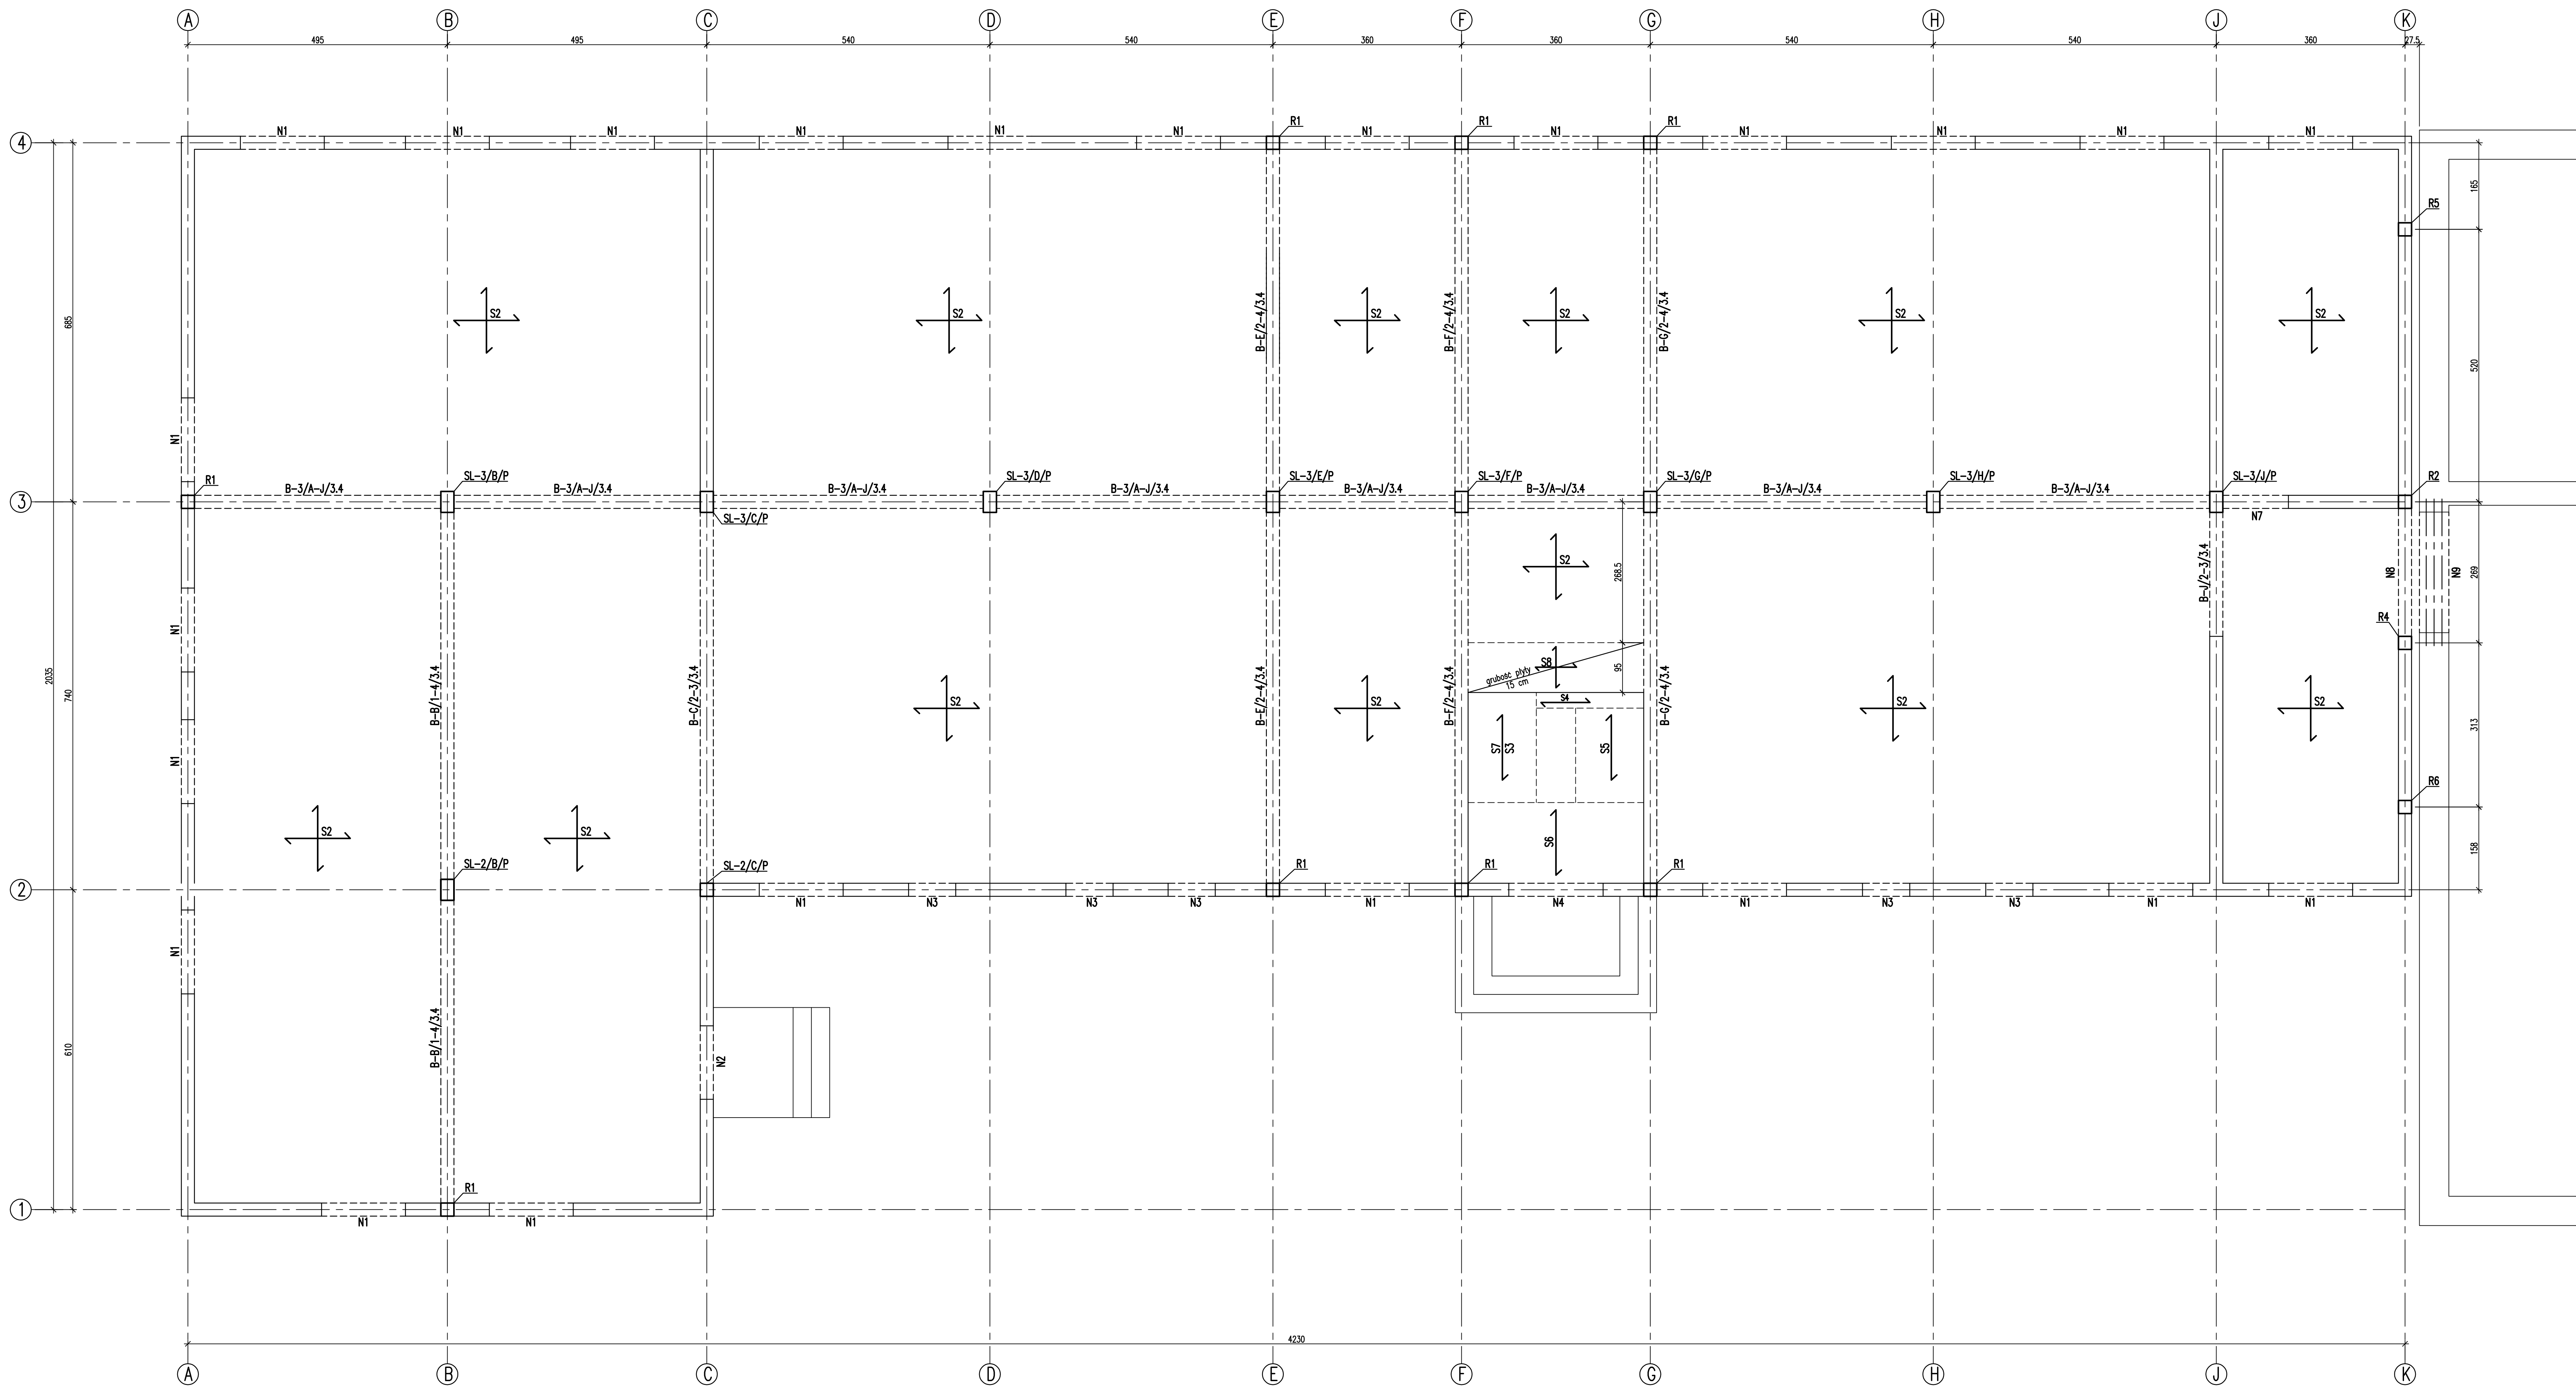 A B C D E F G H J K
495 495 540 540 360 360 540 540 360 27.5
4
N1 N1 N1 N1 N1 N1 N1 N1 N1 N1 N1 N1
R1 R1 R1
165
R5
685
S2 S2 S2 S2 S2 S2
B-E/2-4/3.4 B-F/2-4/3.4 B-G/2-4/3.4
520
N1
3
R1
B-3/A-J/3.4 B-3/A-J/3.4 B-3/A-J/3.4 B-3/A-J/3.4 B-3/A-J/3.4 B-3/A-J/3.4 B-3/A-J/3.4 B-3/A-J/3.4
SL-3/B/P SL-3/D/P SL-3/E/P SL-3/F/P SL-3/G/P SL-3/H/P SL-3/J/P R2
SL-3/C/P
N7
S2
268.5
B-J/2-3/3.4
N8 N9
269
N1
R4
2035
740
B-B/1-4/3.4 B-C/2-3/3.4 B-E/2-4/3.4 B-F/2-4/3.4 B-G/2-4/3.4
S8
95
grubość płyty
15 cm
S4
S2 S2 S2 S2
S7
S3
S5
313
N1
R6
S2 S2
S6
158
SL-2/B/P SL-2/C/P
R1 R1 R1
2
N1 N3 N3 N3 N1 N4 N1 N3 N3 N1 N1
N1
610
B-B/1-4/3.4
N2
R1
1
N1 N1
4230
A B C D E F G H J K